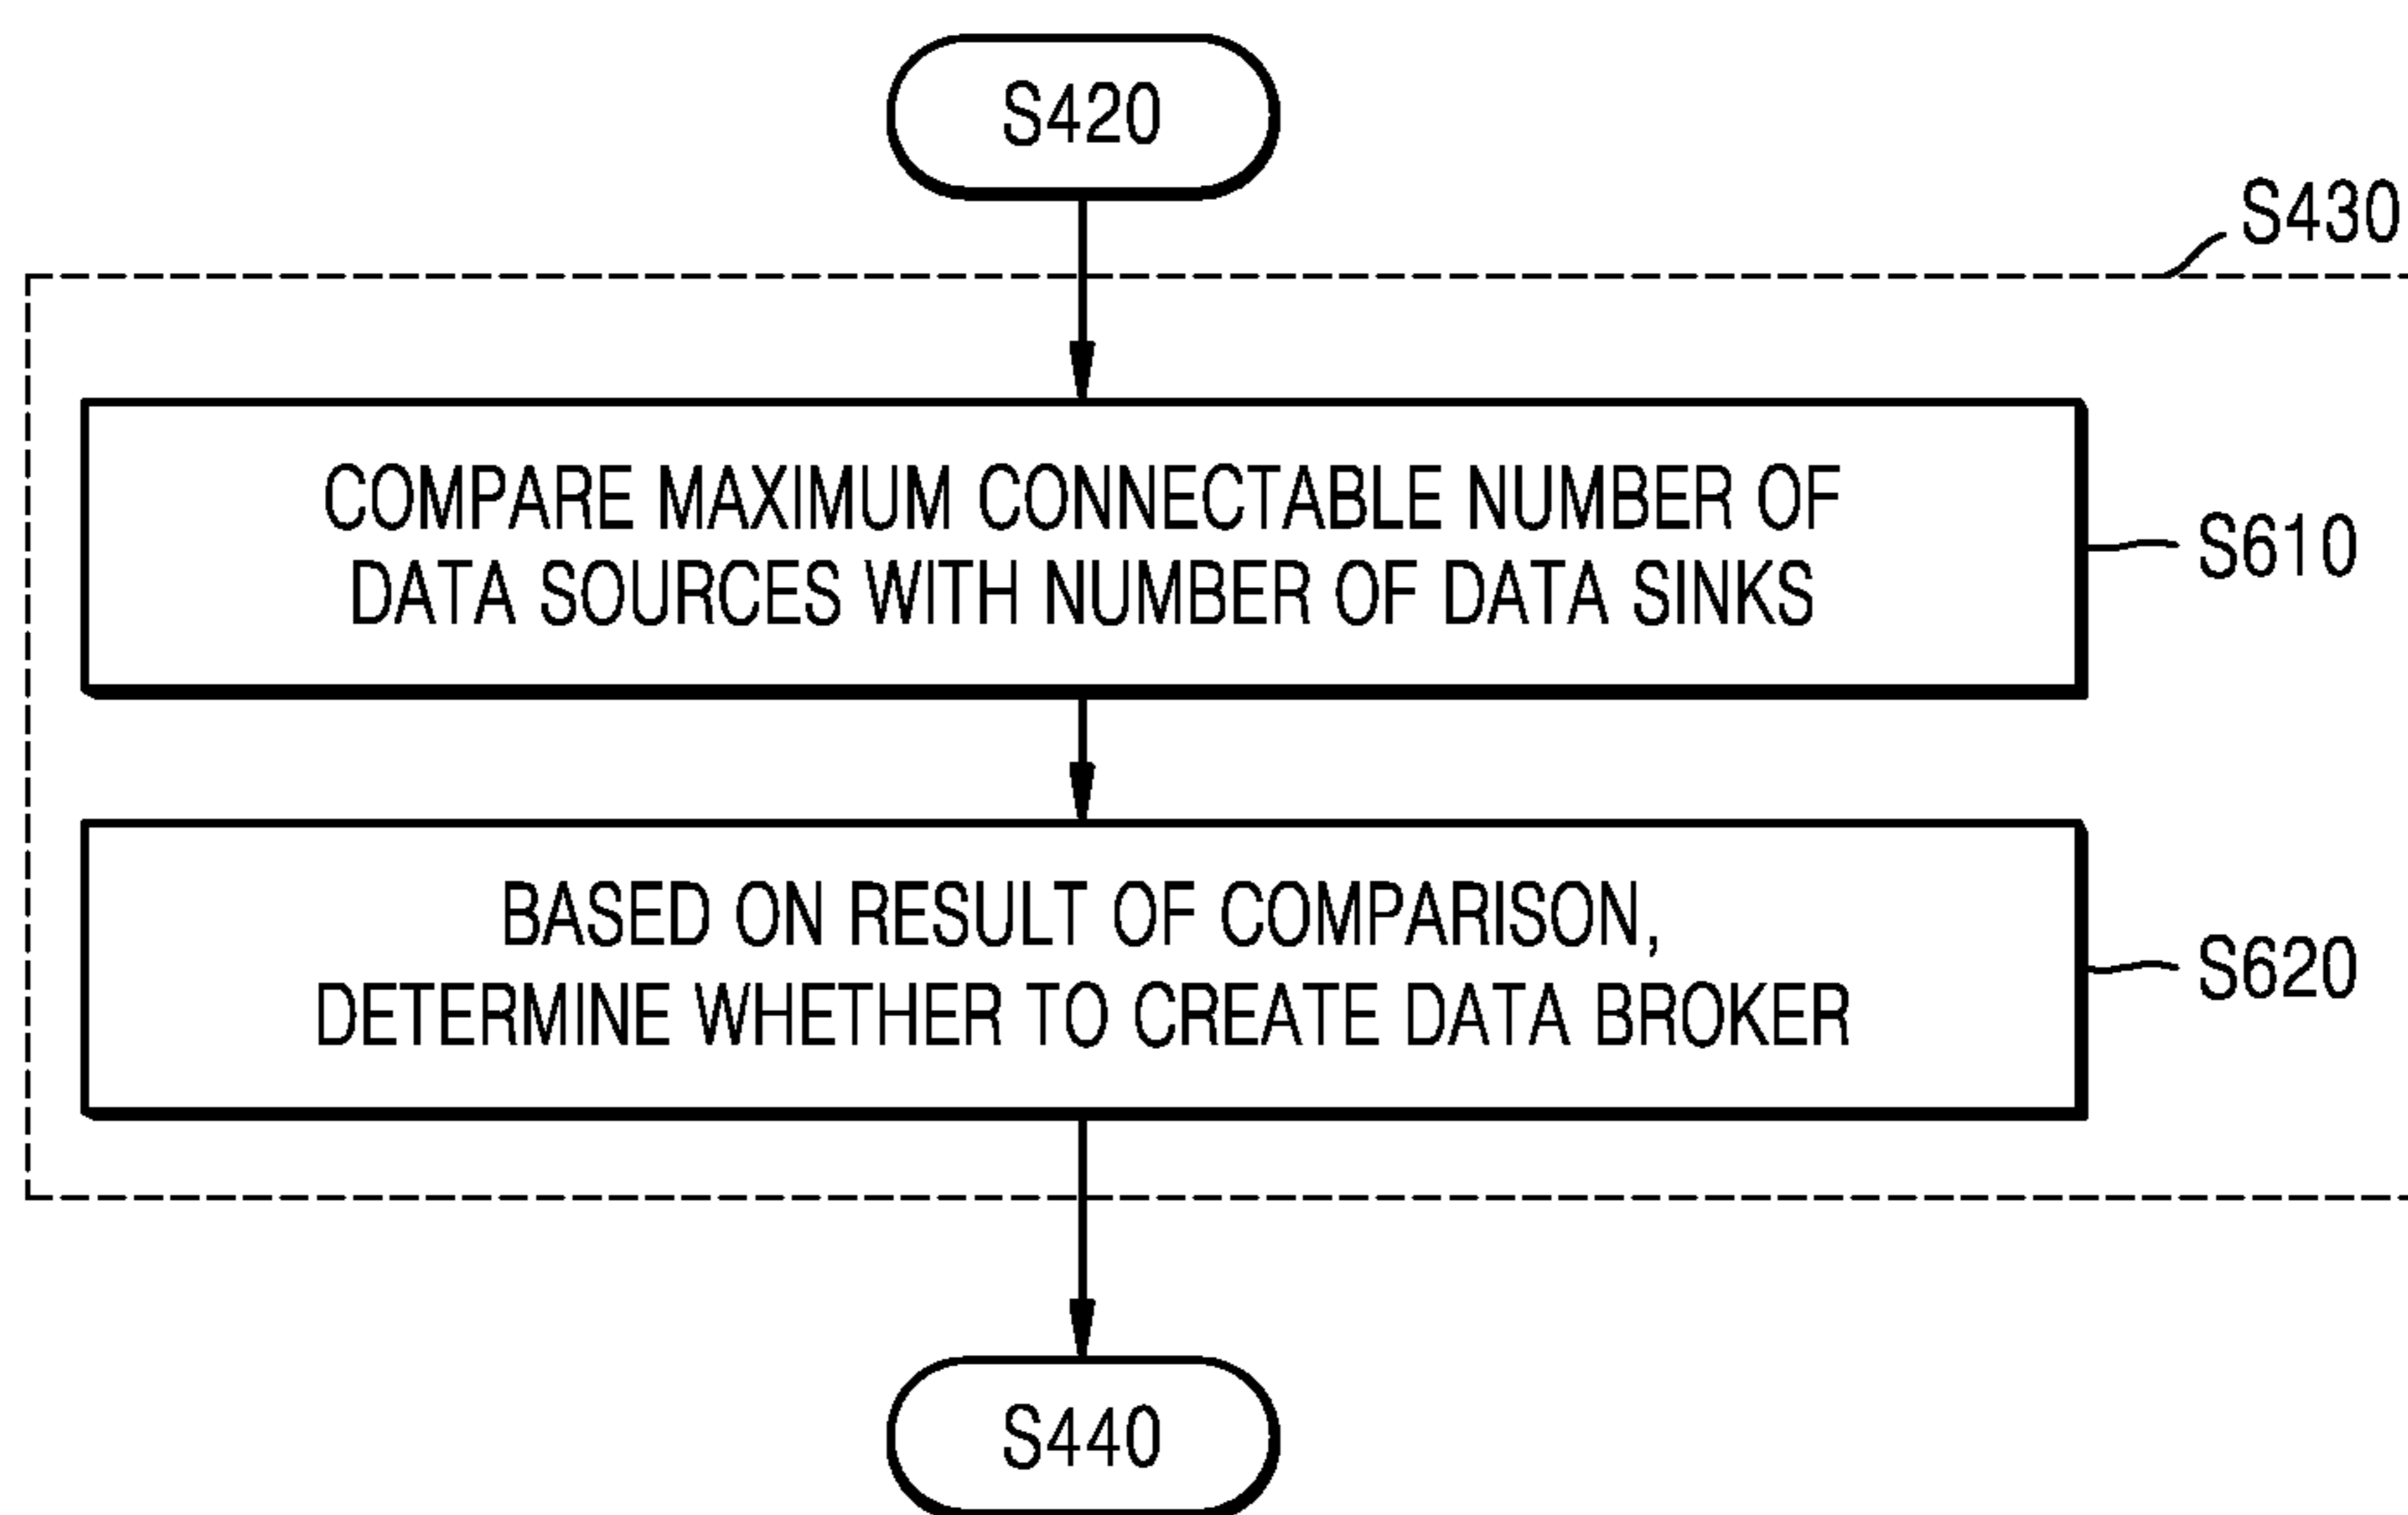 S420
S430
COMPARE MAXIMUM CONNECTABLE NUMBER OF
DATA SOURCES WITH NUMBER OF DATA SINKS
S610
BASED ON RESULT OF COMPARISON,
DETERMINE WHETHER TO CREATE DATA BROKER
S620
S440